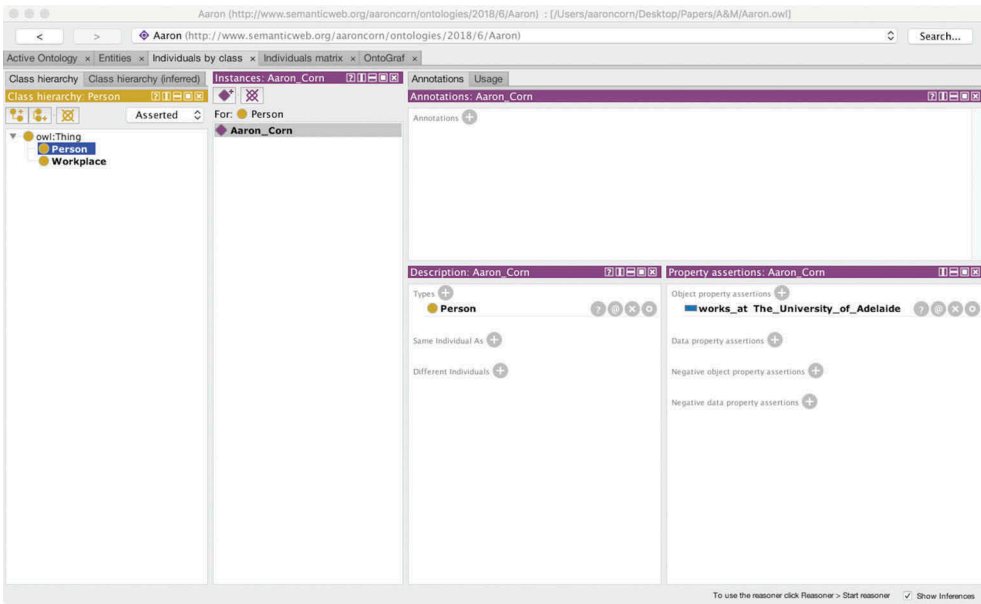 Aaron (http://www.semanticweb.org/aaroncorn/ontologies/2018/6/Aaron) : [/Users/aaroncorn/Desktop/Papers/A&M/Aaron.owl]
< > Aaron (http://www.semanticweb.org/aaroncorn/ontologies/2018/6/Aaron) Search...
Active Ontology × Entities × Individuals by class × Individuals matrix × OntoGraf ×
Class hierarchy Class hierarchy (inferred)
Class hierarchy: Person
Asserted
owl:Thing
Person
Workplace
Instances: Aaron_Corn
For: Person
Aaron_Corn
Annotations Usage
Annotations: Aaron_Corn
Annotations
Description: Aaron_Corn
Types
Person
Same Individual As
Different Individuals
Property assertions: Aaron_Corn
Object property assertions
works_at The_University_of_Adelaide
Data property assertions
Negative object property assertions
Negative data property assertions
To use the reasoner click Reasoner > Start reasoner Show Inferences